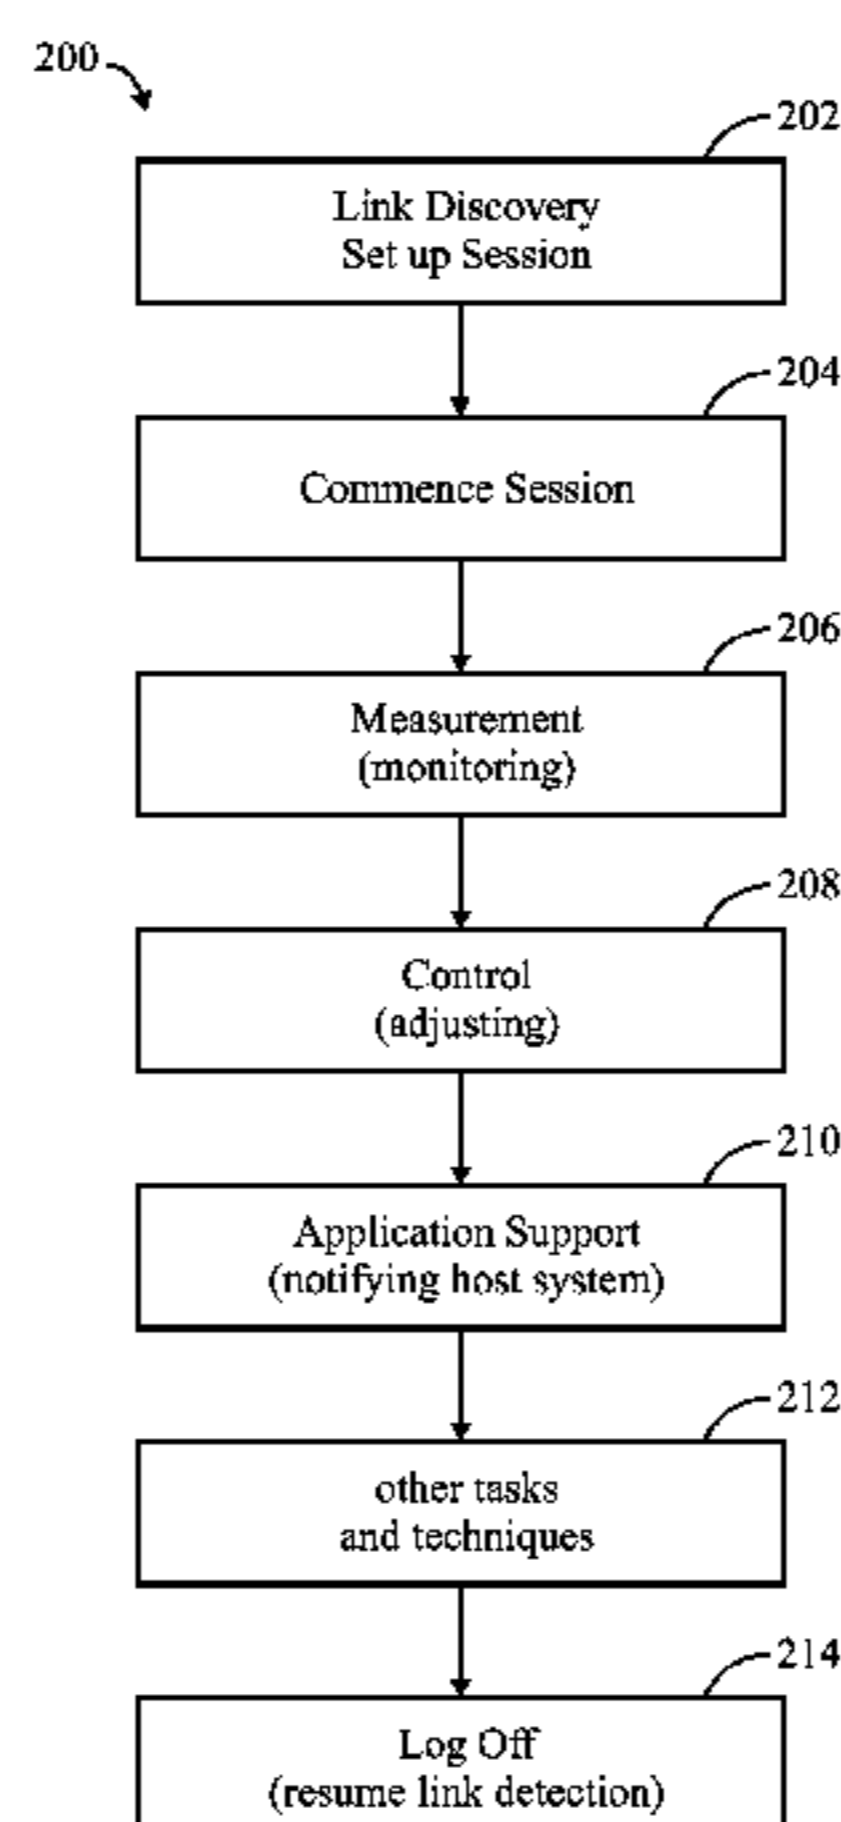 200
202
Link Discovery
Set up Session
204
Commence Session
206
Measurement
(monitoring)
208
Control
(adjusting)
210
Application Support
(notifying host system)
212
other tasks
and techniques
214
Log Off
(resume link detection)